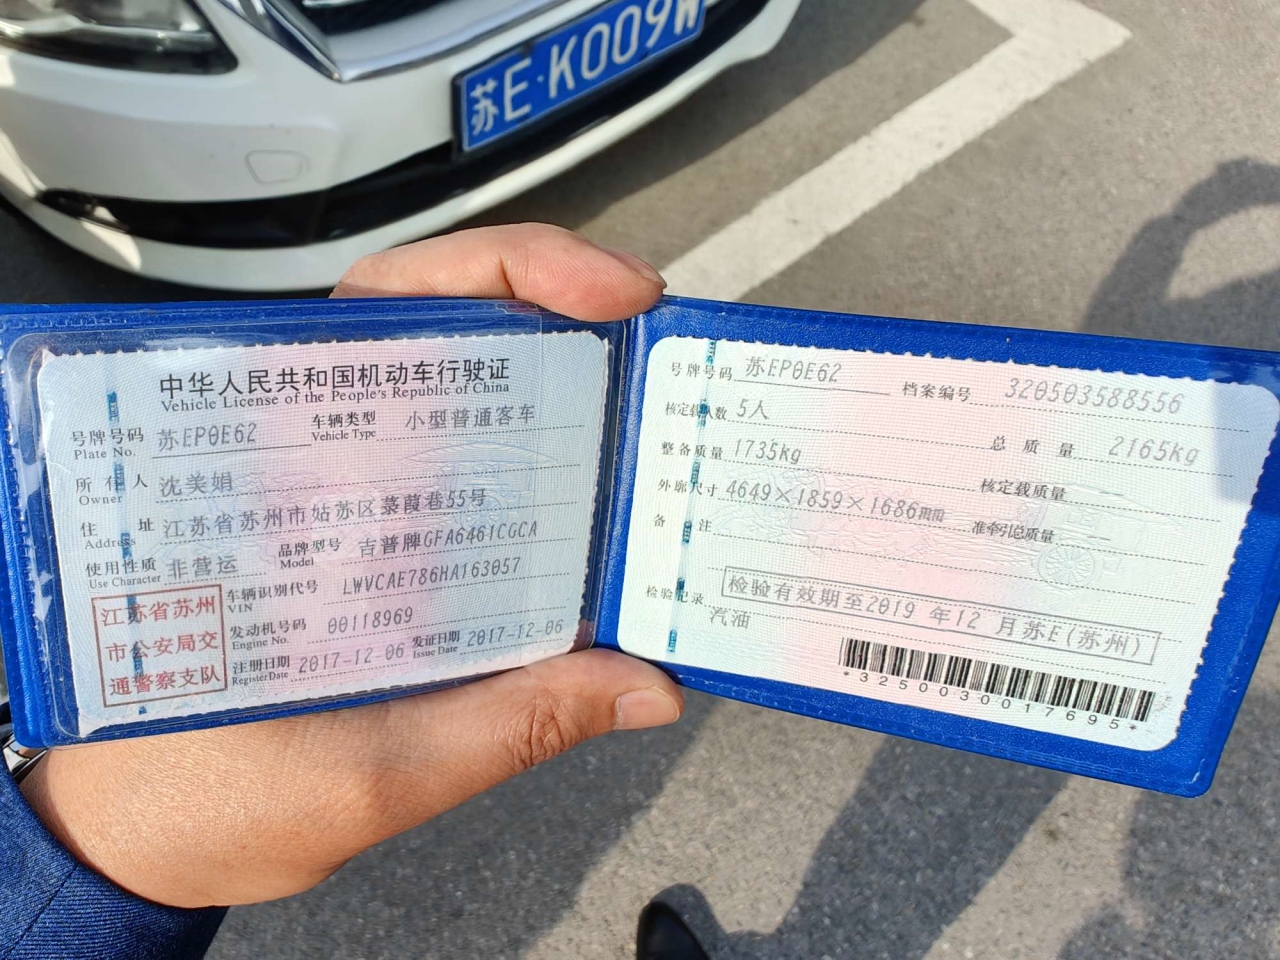 苏E·K009W
中华人民共和国机动车行驶证
Vehicle License of the People's Republic of China
号牌号码 苏EP0E62 车辆类型 小型普通客车
Plate No. Vehicle Type
所有人 沈美娟
Owner
住址 江苏省苏州市姑苏区菉葭巷55号
Address
使用性质 非营运 品牌型号 吉普牌GFA6461CGCA
Use Character Model
江苏省苏州
市公安局交
通警察支队
车辆识别代号 LWVCAE786HA163057
VIN
发动机号码 00118969
Engine No.
注册日期 2017-12-06 发证日期 2017-12-06
Register Date Issue Date
号牌号码 苏EP0E62 档案编号 320503588556
核定载人数 5人 总质量 2165kg
整备质量 1735kg 核定载质量
外廓尺寸 4649×1859×1686mm 准牵引总质量
备注
检验记录 检验有效期至2019年12月苏E(苏州)
汽油
*3250030017695*